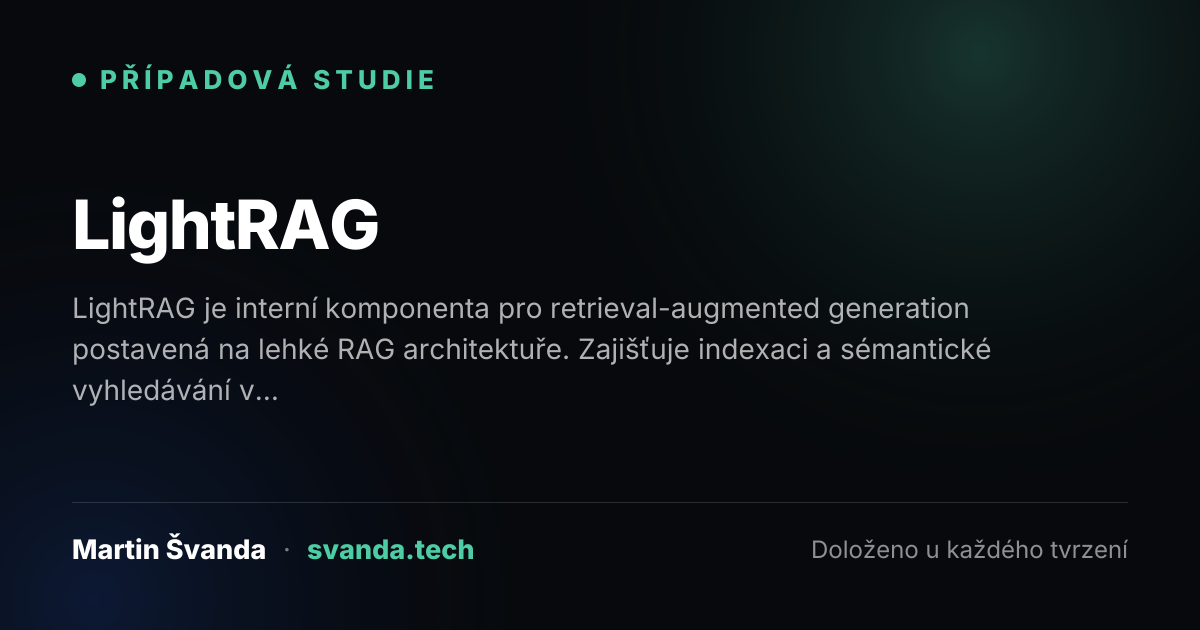 PŘÍPADOVÁ STUDIE
LightRAG
LightRAG je interní komponenta pro retrieval-augmented generation
postavená na lehké RAG architektuře. Zajišťuje indexaci a sémantické
vyhledávání v…
Martin Švanda · svanda.tech
Doloženo u každého tvrzení